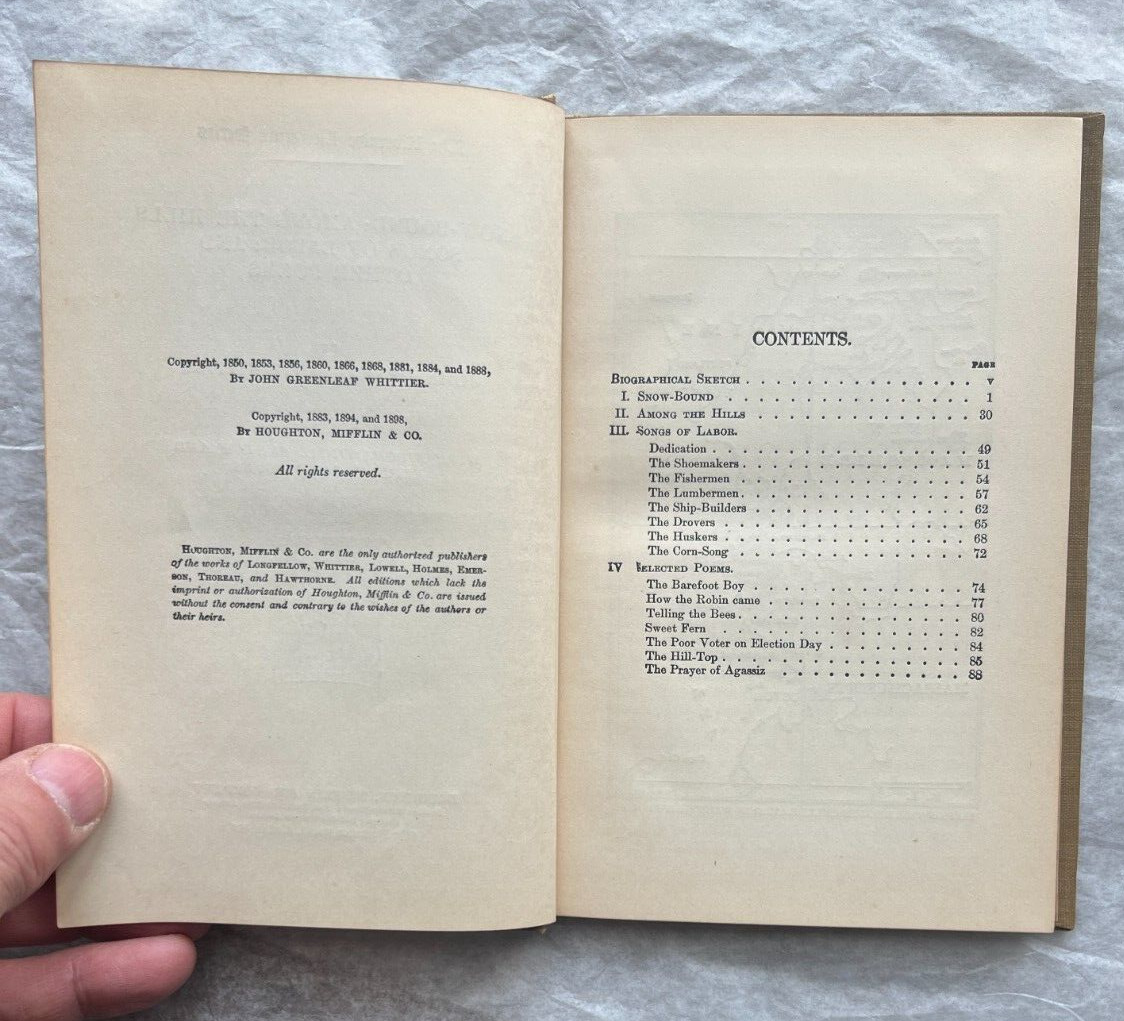 Copyright, 1850, 1853, 1856, 1860, 1866, 1868, 1881, 1884, and 1888,
By JOHN GREENLEAF WHITTIER.
Copyright, 1883, 1894, and 1898,
By HOUGHTON, MIFFLIN & CO.
All rights reserved.
Houghton, Mifflin & Co. are the only authorized publishers
of the works of Longfellow, Whittier, Lowell, Holmes, Emer-
son, Thoreau, and Hawthorne. All editions which lack the
imprint or authorization of Houghton, Mifflin & Co. are issued
without the consent and contrary to the wishes of the authors or
their heirs.
CONTENTS.
PAGE
Biographical Sketch . . . . . . . . . . . . . . . . v
I. Snow-Bound . . . . . . . . . . . . . . . . 1
II. Among the Hills . . . . . . . . . . . . . . 30
III. Songs of Labor.
Dedication . . . . . . . . . . . . . . . . 49
The Shoemakers . . . . . . . . . . . . . . 51
The Fishermen . . . . . . . . . . . . . . 54
The Lumbermen . . . . . . . . . . . . . . 57
The Ship-Builders . . . . . . . . . . . . . 62
The Drovers . . . . . . . . . . . . . . . 65
The Huskers . . . . . . . . . . . . . . . 68
The Corn-Song . . . . . . . . . . . . . . 72
IV Selected Poems.
The Barefoot Boy . . . . . . . . . . . . . 74
How the Robin came . . . . . . . . . . . . 77
Telling the Bees . . . . . . . . . . . . . . 80
Sweet Fern . . . . . . . . . . . . . . . 82
The Poor Voter on Election Day . . . . . . . . . 84
The Hill-Top . . . . . . . . . . . . . . . 85
The Prayer of Agassiz . . . . . . . . . . . . 88